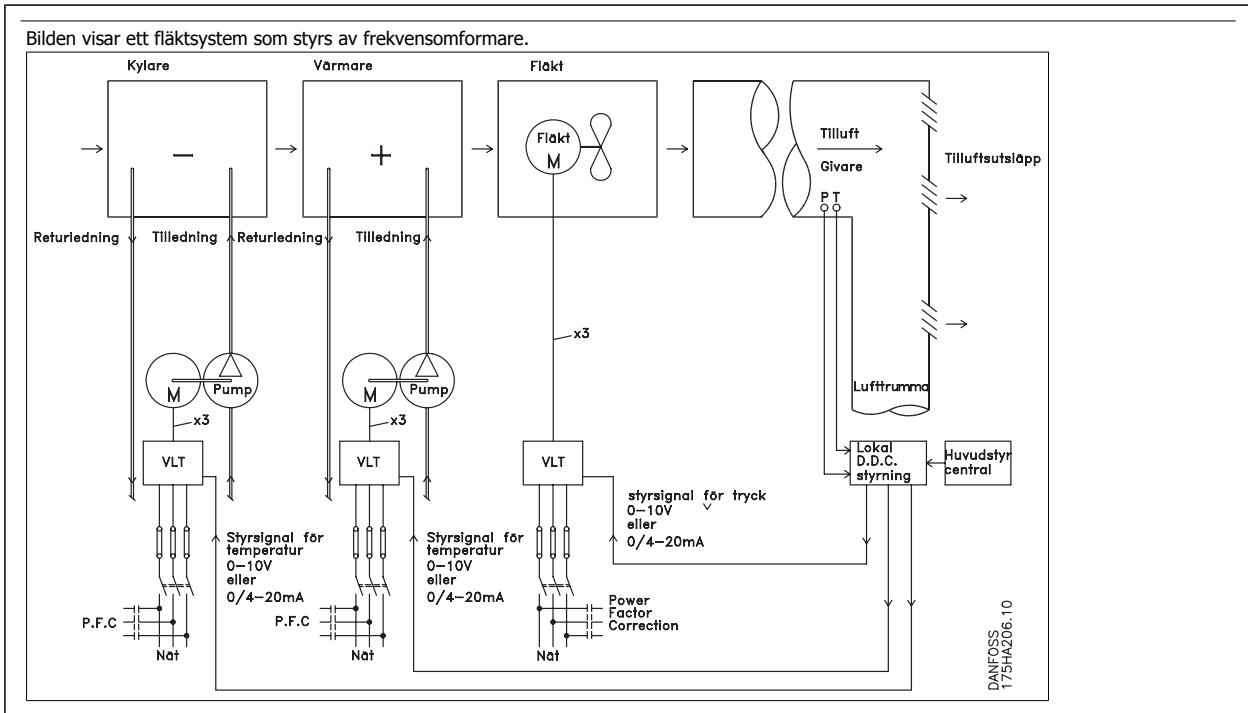 Bilden visar ett fläktsystem som styrs av frekvensomformare.
Kylare
Värmare
Fläkt
−
+
Fläkt
M
Tilluft
Givare
P T
Tilluftsutsläpp
Returledning
Tilledning
Returledning
Tilledning
x3
M
Pump
M
Pump
Lufttrumma
x3
x3
VLT
VLT
VLT
Lokal
D.D.C.
styrning
Huvudstyr
central
styrsignal för tryck
0-10V
eller
0/4-20mA
Styrsignal för
temperatur
0-10V
eller
0/4-20mA
Styrsignal för
temperatur
0-10V
eller
0/4-20mA
P.F.C
P.F.C
Power
Factor
Correction
Nät
Nät
Nät
DANFOSS
175HA206.10